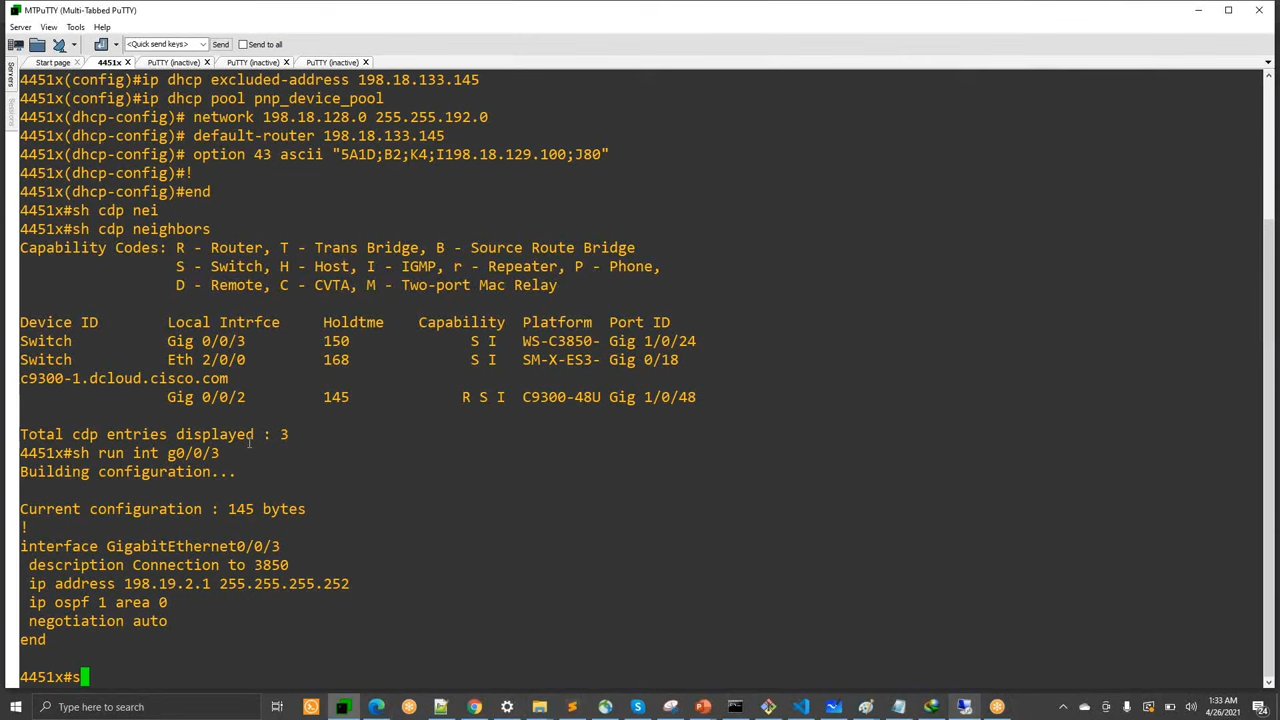 MTPuTTY (Multi-Tabbed PuTTY)
Server View Tools Help
<Quick send keys> Send Send to all
Start page 4451x PuTTY (inactive) PuTTY (inactive) PuTTY (inactive)
Servers
Sessions
4451x(config)#ip dhcp excluded-address 198.18.133.145
4451x(config)#ip dhcp pool pnp_device_pool
4451x(dhcp-config)# network 198.18.128.0 255.255.192.0
4451x(dhcp-config)# default-router 198.18.133.145
4451x(dhcp-config)# option 43 ascii "5A1D;B2;K4;I198.18.129.100;J80"
4451x(dhcp-config)#!
4451x(dhcp-config)#end
4451x#sh cdp nei
4451x#sh cdp neighbors
Capability Codes: R - Router, T - Trans Bridge, B - Source Route Bridge
S - Switch, H - Host, I - IGMP, r - Repeater, P - Phone,
D - Remote, C - CVTA, M - Two-port Mac Relay
Device ID Local Intrfce Holdtme Capability Platform Port ID
Switch Gig 0/0/3 150 S I WS-C3850- Gig 1/0/24
Switch Eth 2/0/0 168 S I SM-X-ES3- Gig 0/18
c9300-1.dcloud.cisco.com
Gig 0/0/2 145 R S I C9300-48U Gig 1/0/48
Total cdp entries displayed : 3
4451x#sh run int g0/0/3
Building configuration...
Current configuration : 145 bytes
!
interface GigabitEthernet0/0/3
description Connection to 3850
ip address 198.19.2.1 255.255.255.252
ip ospf 1 area 0
negotiation auto
end
4451x#s
Type here to search
1:33 AM
4/26/2021
24